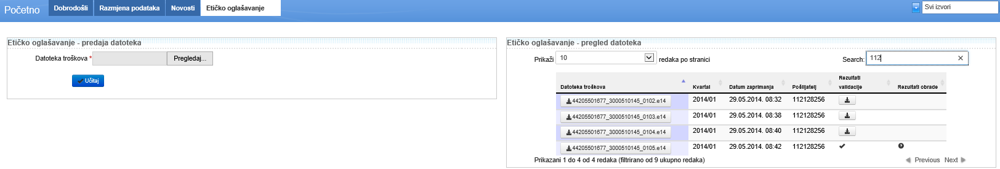 Početno Dobrodošli Razmjena podataka Novosti Etičko oglašavanje Svi izvori
Etičko oglašavanje - predaja datoteka
Datoteka troškova * Pregledaj...
Učitaj
Etičko oglašavanje - pregled datoteka
Prikaži 10 redaka po stranici Search: 112
Datoteka troškova Kvartal Datum zaprimanja Pošiljatelj Rezultati validacije Rezultati obrade
44205501677_3000510145_0102.e14 2014/01 29.05.2014. 08:32 112128256
44205501677_3000510145_0103.e14 2014/01 29.05.2014. 08:38 112128256
44205501677_3000510145_0104.e14 2014/01 29.05.2014. 08:40 112128256
44205501677_3000510145_0105.e14 2014/01 29.05.2014. 08:42 112128256
Prikazani 1 do 4 od 4 redaka (filtrirano od 9 ukupno redaka) Previous Next